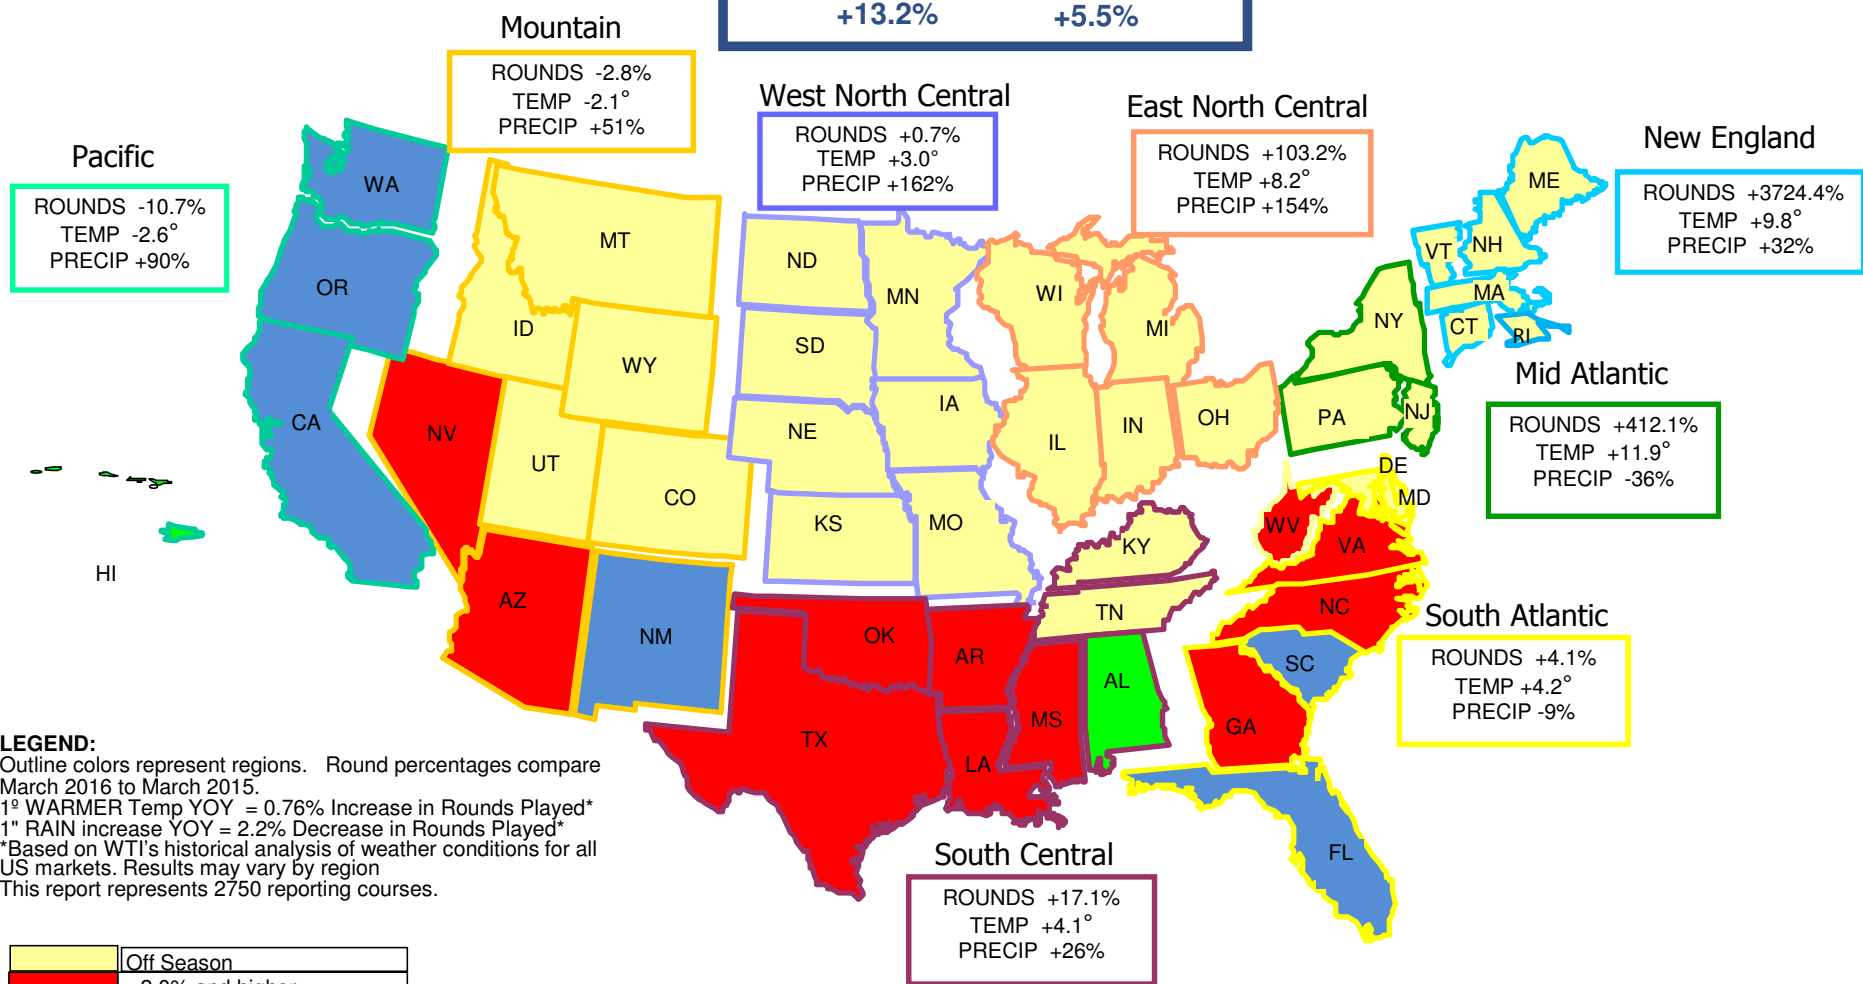 +13.2% +5.5%
Mountain
ROUNDS -2.8%
TEMP -2.1°
PRECIP +51%
West North Central
ROUNDS +0.7%
TEMP +3.0°
PRECIP +162%
East North Central
ROUNDS +103.2%
TEMP +8.2°
PRECIP +154%
New England
ROUNDS +3724.4%
TEMP +9.8°
PRECIP +32%
Pacific
ROUNDS -10.7%
TEMP -2.6°
PRECIP +90%
Mid Atlantic
ROUNDS +412.1%
TEMP +11.9°
PRECIP -36%
South Atlantic
ROUNDS +4.1%
TEMP +4.2°
PRECIP -9%
South Central
ROUNDS +17.1%
TEMP +4.1°
PRECIP +26%
WA
OR
CA
HI
MT
ID
WY
NV
UT
CO
AZ
NM
ND
SD
NE
KS
MN
IA
MO
WI
MI
IL
IN
OH
KY
TN
OK
AR
TX
LA
MS
AL
NY
PA
NJ
VT
NH
ME
MA
CT
RI
DE
MD
WV
VA
NC
SC
GA
FL
LEGEND:
Outline colors represent regions. Round percentages compare
March 2016 to March 2015.
1º WARMER Temp YOY = 0.76% Increase in Rounds Played*
1" RAIN increase YOY = 2.2% Decrease in Rounds Played*
*Based on WTI's historical analysis of weather conditions for all
US markets. Results may vary by region
This report represents 2750 reporting courses.
Off Season